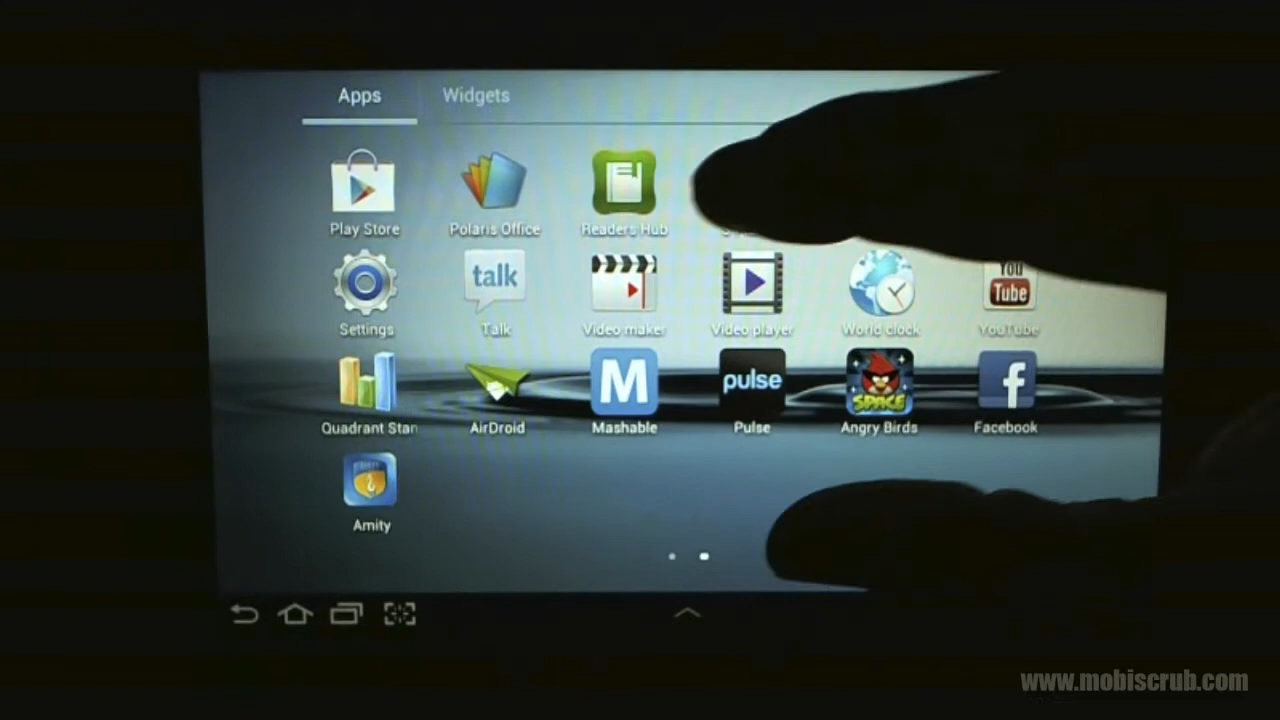 Apps Widgets
Play Store Polaris Office Readers Hub
talk You Tube
Settings Talk Video maker Video player World clock YouTube
M pulse SPACE f
Quadrant Stan AirDroid Mashable Pulse Angry Birds Facebook
Amity
www.mobiscrub.com